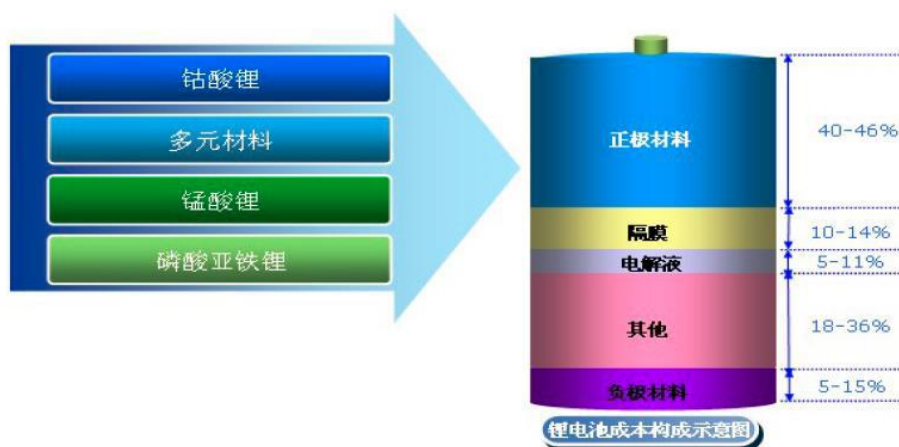 钴酸锂
多元材料
锰酸锂
磷酸亚铁锂
正极材料
40-46%
隔膜
10-14%
电解液
5-11%
其他
18-36%
负极材料
5-15%
锂电池成本构成示意图